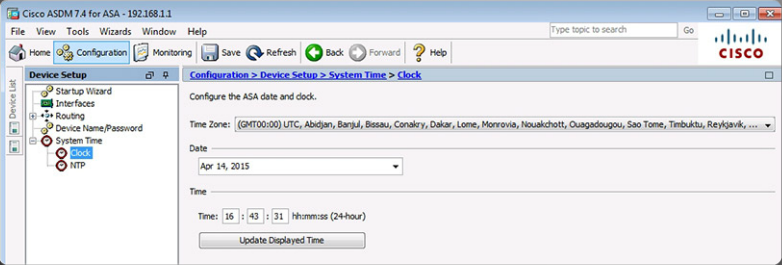 Cisco ASDM 7.4 for ASA - 192.168.1.1
File View Tools Wizards Window Help
Type topic to search Go
Home Configuration Monitoring Save Refresh Back Forward Help
CISCO
Device List
Device Setup
Startup Wizard
Interfaces
Routing
Device Name/Password
System Time
Clock
NTP
Configuration > Device Setup > System Time > Clock
Configure the ASA date and clock.
Time Zone: (GMT00:00) UTC, Abidjan, Banjul, Bissau, Conakry, Dakar, Lome, Monrovia, Nouakchott, Ouagadougou, Sao Tome, Timbuktu, Reykjavik, ...
Date
Apr 14, 2015
Time
Time: 16 : 43 : 31 hh:mm:ss (24-hour)
Update Displayed Time